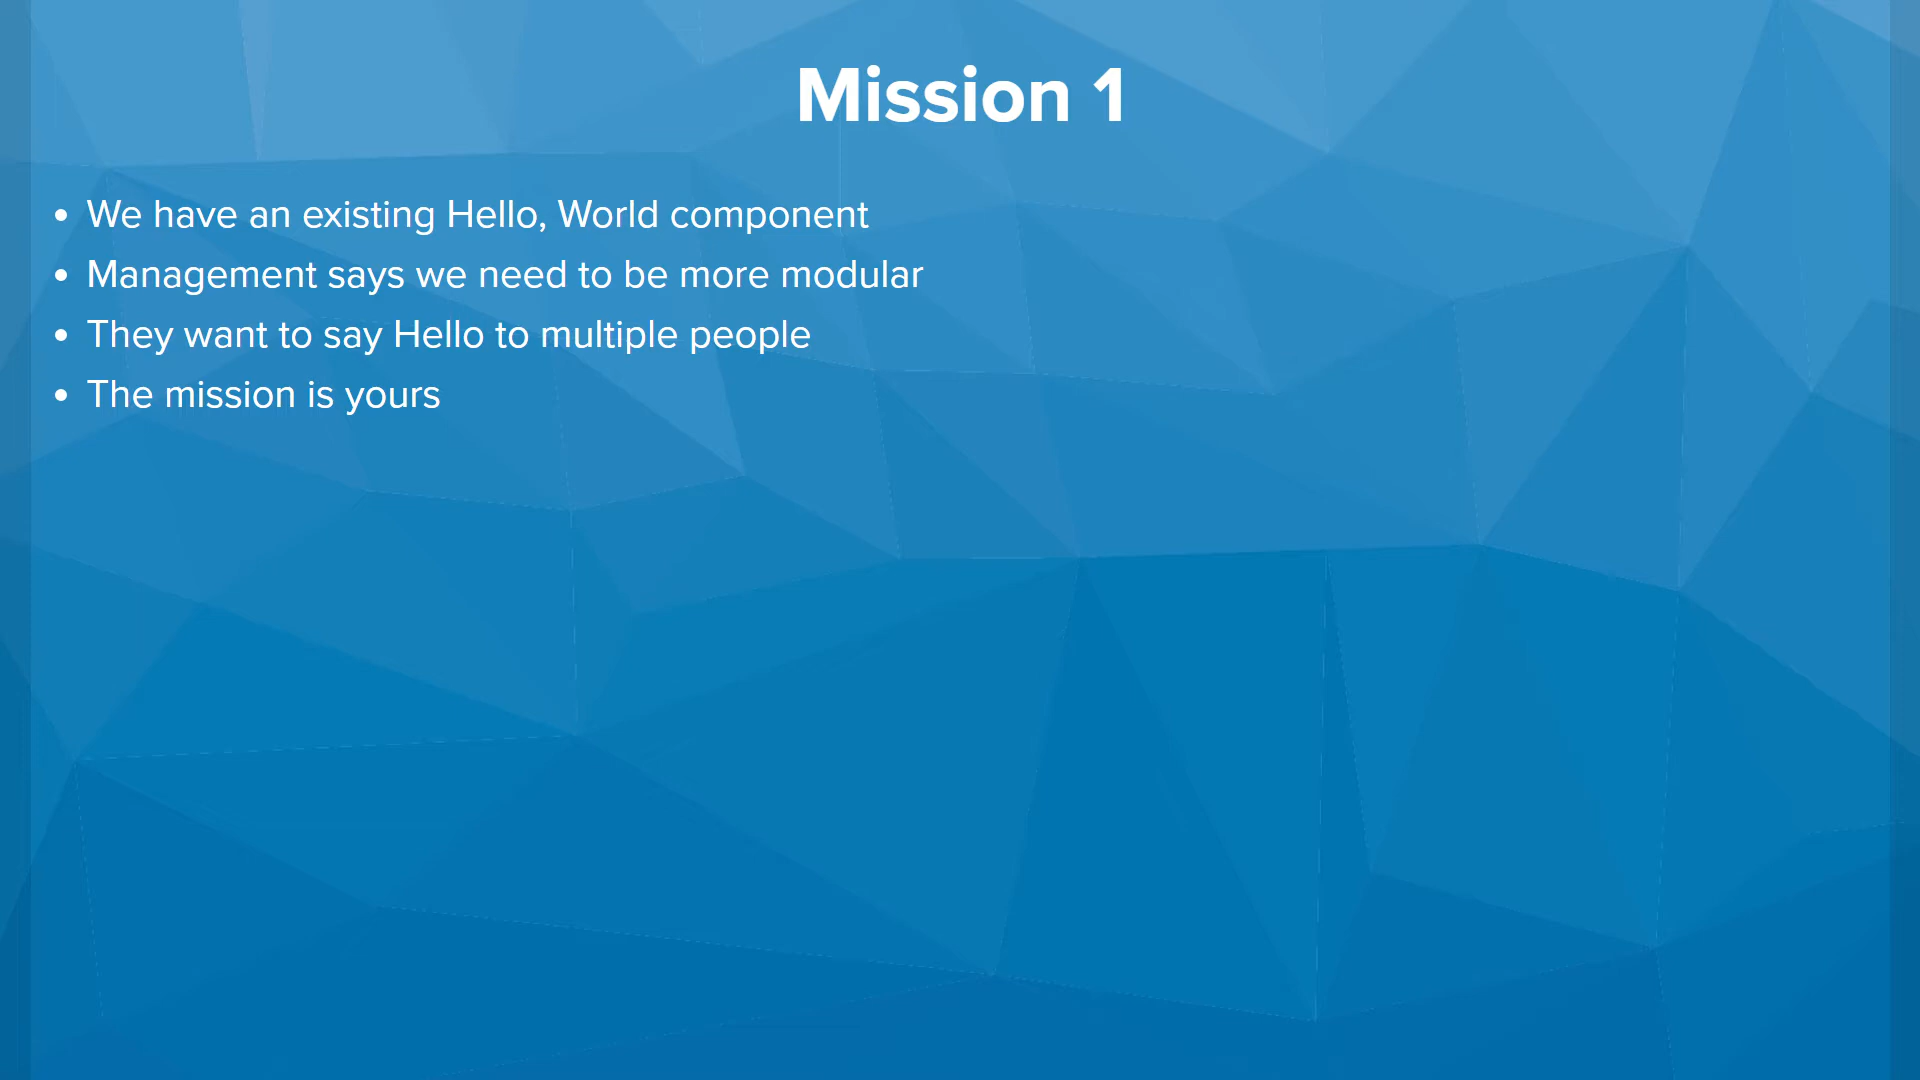 Mission 1
• We have an existing Hello, World component
• Management says we need to be more modular
• They want to say Hello to multiple people
• The mission is yours